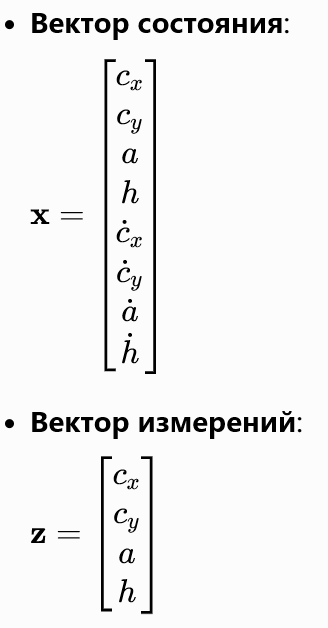 • Вектор состояния:
c_x
c_y
a
h
x =
ċ_x
ċ_y
ȧ
ḣ
• Вектор измерений:
c_x
c_y
z =
a
h